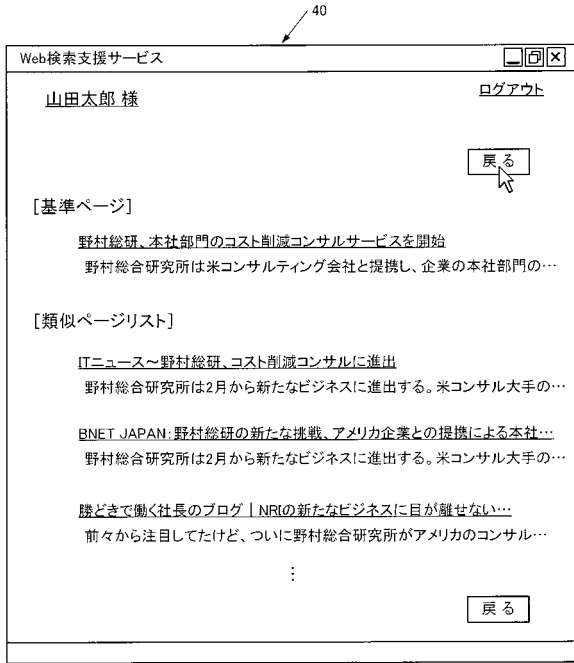 40
Web検索支援サービス
山田太郎 様
ログアウト
戻る
[基準ページ]
野村総研、本社部門のコスト削減コンサルサービスを開始
野村総合研究所は米コンサルティング会社と提携し、企業の本社部門の…
[類似ページリスト]
ITニュース～野村総研、コスト削減コンサルに進出
野村総合研究所は2月から新たなビジネスに進出する。米コンサル大手の…
BNET JAPAN:野村総研の新たな挑戦、アメリカ企業との提携による本社…
野村総合研究所は2月から新たなビジネスに進出する。米コンサル大手の…
勝どきで働く社長のブログ｜NRIの新たなビジネスに目が離せない…
前々から注目してたけど、ついに野村総合研究所がアメリカのコンサル…
⋮
戻る